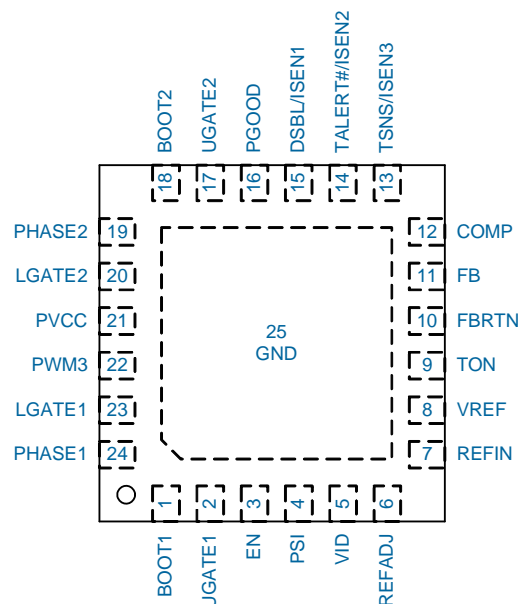 BOOT2
UGATE2
PGOOD
DSBL/ISEN1
TALERT#/ISEN2
TSNS/ISEN3
18
17
16
15
14
13
PHASE2 19
LGATE2 20
PVCC 21
PWM3 22
LGATE1 23
PHASE1 24
25
GND
12 COMP
11 FB
10 FBRTN
9 TON
8 VREF
7 REFIN
1
2
3
4
5
6
BOOT1
UGATE1
EN
PSI
VID
REFADJ